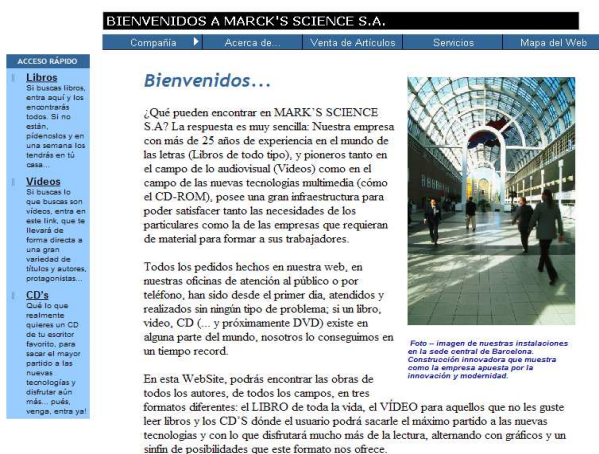 BIENVENIDOS A MARCK'S SCIENCE S.A.
Compañía
Acerca de...
Venta de Artículos
Servicios
Mapa del Web
ACCESO RÁPIDO
Libros
Si buscas libros,
entra aquí y los
encontrarás
todos. Si no
están,
pídenoslos y en
una semana los
tendrás en tú
casa...
Vídeos
Si buscas lo
que buscas son
vídeos, entra en
este link, que te
llevará de
forma directa a
una gran
variedad de
títulos y autores,
protagonistas...
CD's
Qué lo que
realmente
quieres un CD
de tu escritor
favorito, para
sacar el mayor
partido a las
nuevas
tecnologías y
disfrutar aún
más... pués,
venga, entra ya!
Bienvenidos...
¿Qué pueden encontrar en MARK'S SCIENCE
S.A? La respuesta es muy sencilla: Nuestra empresa
con más de 25 años de experiencia en el mundo de
las letras (Libros de todo tipo), y pioneros tanto en
el campo de lo audiovisual (Videos) como en el
campo de las nuevas tecnologias multimedia (cómo
el CD-ROM), posee una gran infraestructura para
poder satisfacer tanto las necesidades de los
particulares como la de las empresas que requieran
de material para formar a sus trabajadores.
Todos los pedidos hechos en nuestra web, en
nuestras oficinas de atención al público o por
teléfono, han sido desde el primer dia, atendidos y
realizados sin ningún tipo de problema; si un libro,
video, CD (... y próximamente DVD) existe en
alguna parte del mundo, nosotros lo conseguimos en
un tiempo record.
En esta WebSite, podrás encontrar las obras de
todos los autores, de todos los campos, en tres
formatos diferentes: el LIBRO de toda la vida, el VÍDEO para aquellos que no les guste
leer libros y los CD'S dónde el usuario podrá sacarle el máximo partido a las nuevas
tecnologías y con lo que disfrutará mucho más de la lectura, alternando con gráficos y un
sinfín de posibilidades que este formato nos ofrece.
Foto – imagen de nuestras instalaciones
en la sede central de Barcelona.
Construcción innovadora que muestra
como la empresa apuesta por la
innovación y modernidad.